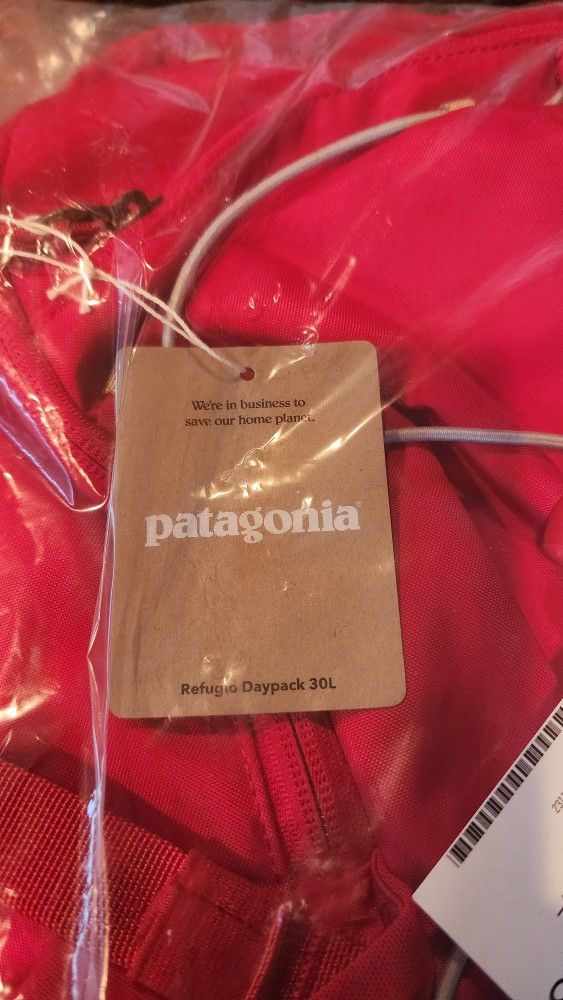 We're in business to
save our home planet.
patagonia®
Refugio Daypack 30L